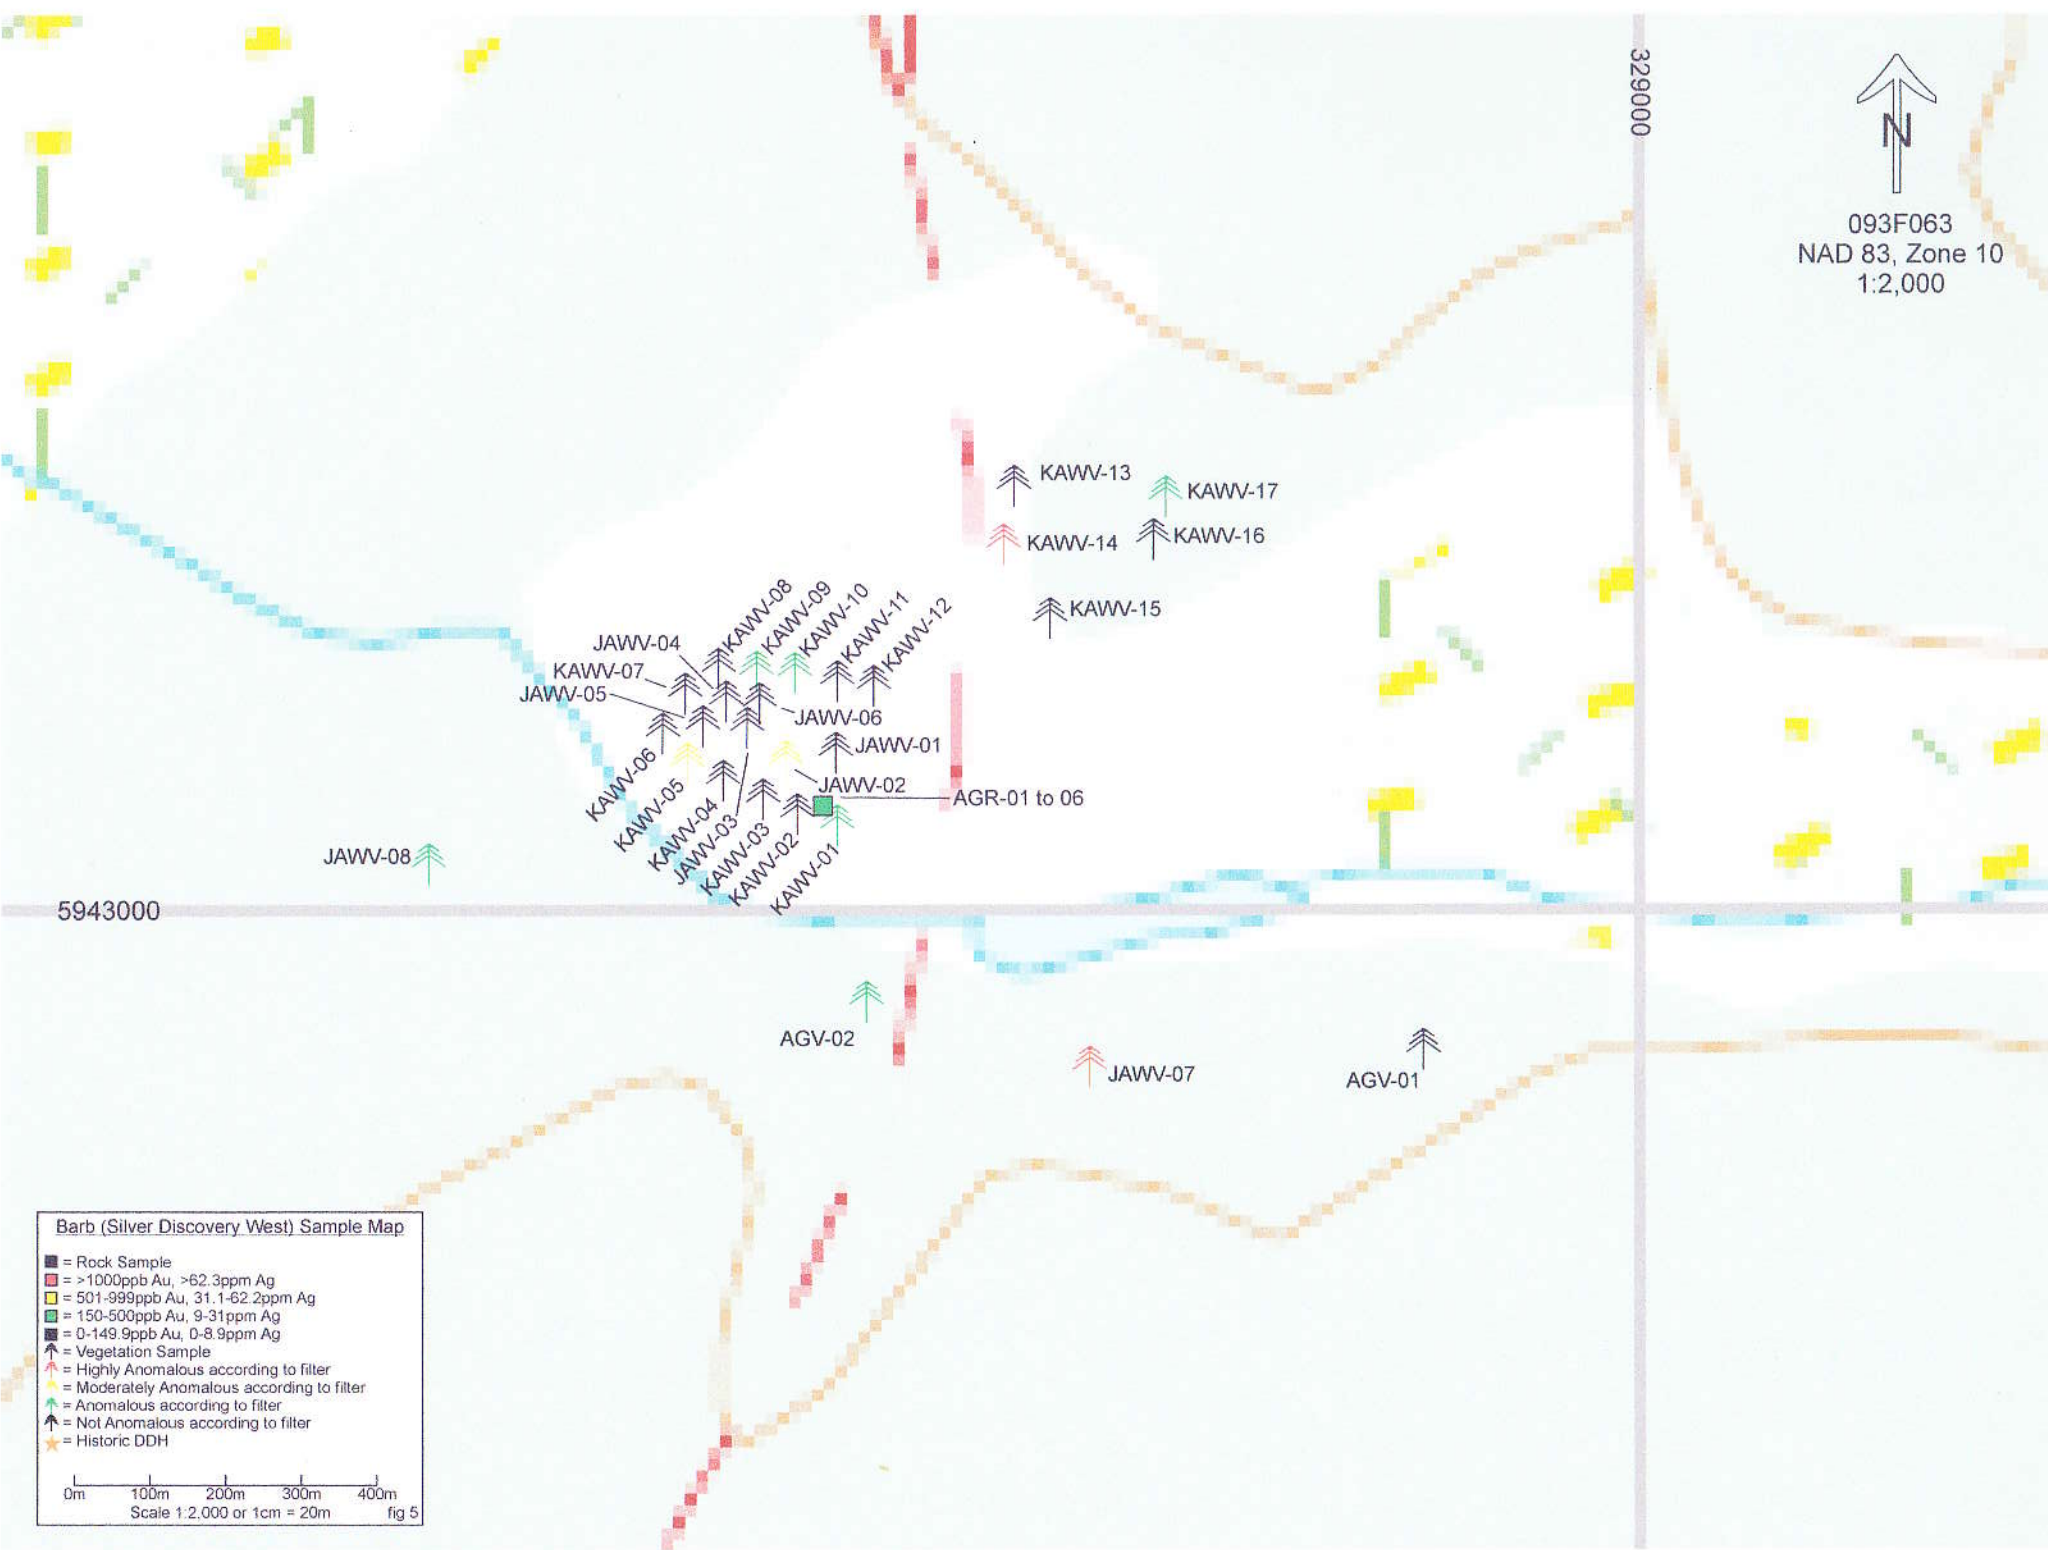 329000
N
093F063
NAD 83, Zone 10
1:2,000
KAWV-13
KAWV-17
KAWV-14
KAWV-16
KAWV-15
KAWV-08
KAWV-09
KAWV-10
KAWV-11
KAWV-12
JAWV-04
KAWV-07
JAWV-05
JAWV-06
JAWV-01
JAWV-02
AGR-01 to 06
KAWV-06
KAWV-05
KAWV-04
JAWV-03
KAWV-03
KAWV-02
KAWV-01
JAWV-08
5943000
AGV-02
JAWV-07
AGV-01
Barb (Silver Discovery West) Sample Map
= Rock Sample
= >1000ppb Au, >62.3ppm Ag
= 501-999ppb Au, 31.1-62.2ppm Ag
= 150-500ppb Au, 9-31ppm Ag
= 0-149.9ppb Au, 0-8.9ppm Ag
= Vegetation Sample
= Highly Anomalous according to filter
= Moderately Anomalous according to filter
= Anomalous according to filter
= Not Anomalous according to filter
= Historic DDH
0m 100m 200m 300m 400m
Scale 1:2,000 or 1cm = 20m fig 5